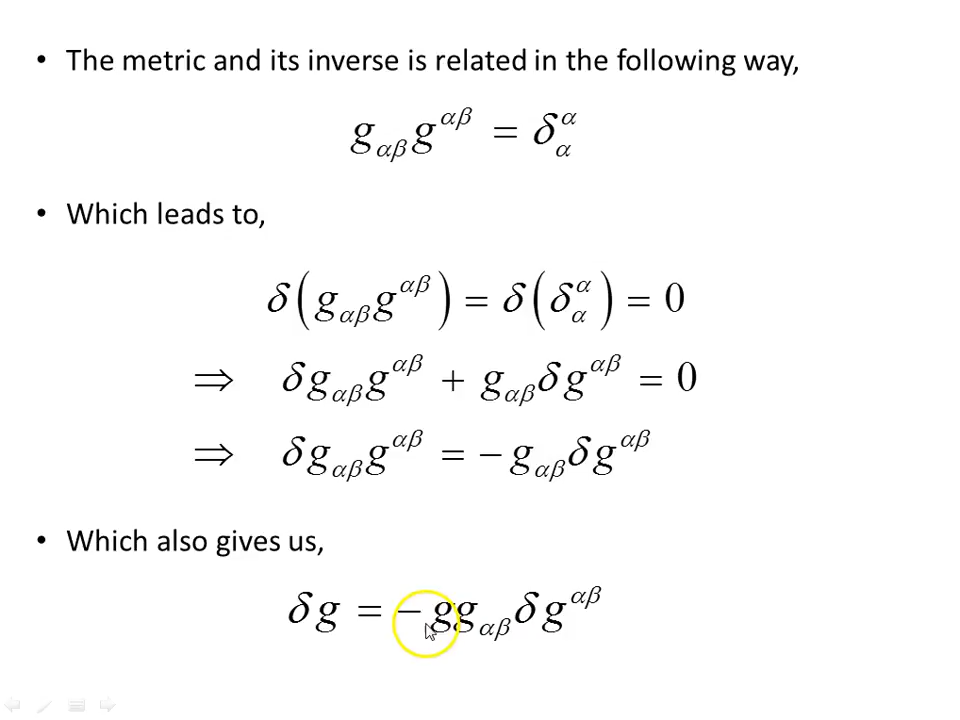 • The metric and its inverse is related in the following way,
g_{αβ} g^{αβ} = δ^{α}_{α}
• Which leads to,
δ(g_{αβ} g^{αβ}) = δ(δ^{α}_{α}) = 0
⇒ δg_{αβ} g^{αβ} + g_{αβ} δg^{αβ} = 0
⇒ δg_{αβ} g^{αβ} = −g_{αβ} δg^{αβ}
• Which also gives us,
δg = −gg_{αβ} δg^{αβ}